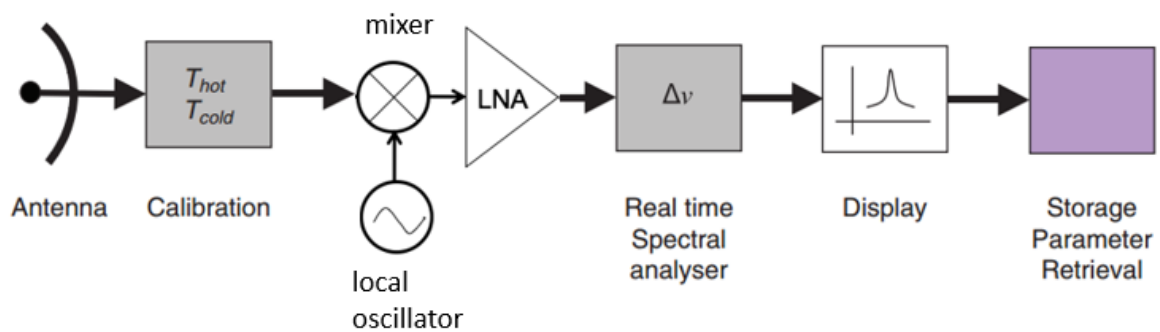 mixer
T_hot
T_cold
LNA
Δν
Antenna
Calibration
local
oscillator
Real time
Spectral
analyser
Display
Storage
Parameter
Retrieval